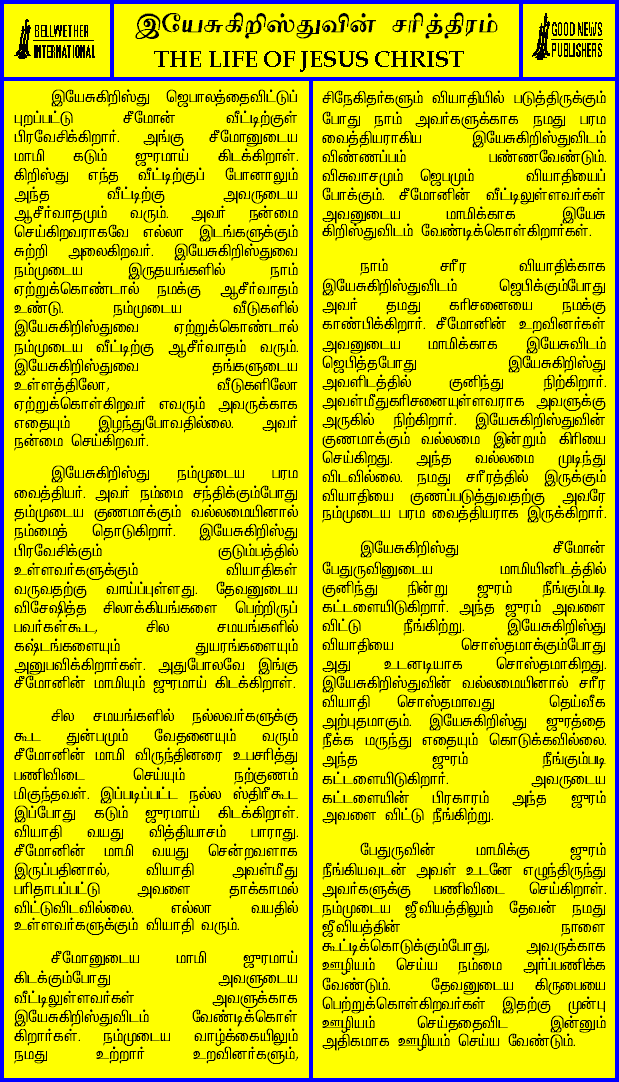 BELLWETHER
INTERNATIONAL
இயேசுகிறிஸ்துவின் சரித்திரம்
THE LIFE OF JESUS CHRIST
GOOD NEWS
PUBLISHERS
இயேசுகிறிஸ்து ஜெபாலத்தைவிட்டுப்
புறப்பட்டு சீமோன் வீட்டிற்குள்
பிரவேசிக்கிறார். அங்கு சீமோனுடைய
மாமி கடும் ஜுரமாய் கிடக்கிறாள்.
கிறிஸ்து எந்த வீட்டிற்குப் போனாலும்
அந்த வீட்டிற்கு அவருடைய
ஆசீர்வாதமும் வரும். அவர் நன்மை
செய்கிறவராகவே எல்லா இடங்களுக்கும்
சுற்றி அலைகிறவர். இயேசுகிறிஸ்துவை
நம்முடைய இருதயங்களில் நாம்
ஏற்றுக்கொண்டால் நமக்கு ஆசீர்வாதம்
உண்டு. நம்முடைய வீடுகளில்
இயேசுகிறிஸ்துவை ஏற்றுக்கொண்டால்
நம்முடைய வீட்டிற்கு ஆசீர்வாதம் வரும்.
இயேசுகிறிஸ்துவை தங்களுடைய
உள்ளத்திலோ, வீடுகளிலோ
ஏற்றுக்கொள்கிறவர் எவரும் அவருக்காக
எதையும் இழந்துபோவதில்லை. அவர்
நன்மை செய்கிறவர்.
இயேசுகிறிஸ்து நம்முடைய பரம
வைத்தியர். அவர் நம்மை சந்திக்கும்போது
தம்முடைய குணமாக்கும் வல்லமையினால்
நம்மைத் தொடுகிறார். இயேசுகிறிஸ்து
பிரவேசிக்கும் குடும்பத்தில்
உள்ளவர்களுக்கும் வியாதிகள்
வருவதற்கு வாய்ப்புள்ளது. தேவனுடைய
விசேஷித்த சிலாக்கியங்களை பெற்றிருப்
பவர்கள்கூட, சில சமயங்களில்
கஷ்டங்களையும் துயரங்களையும்
அனுபவிக்கிறார்கள். அதுபோலவே இங்கு
சீமோனின் மாமியும் ஜுரமாய் கிடக்கிறாள்.
சில சமயங்களில் நல்லவர்களுக்கு
கூட துன்பமும் வேதனையும் வரும்
சீமோனின் மாமி விருந்தினரை உபசரித்து
பணிவிடை செய்யும் நற்குணம்
மிகுந்தவள். இப்படிப்பட்ட நல்ல ஸ்திரீகூட
இப்போது கடும் ஜுரமாய் கிடக்கிறாள்.
வியாதி வயது வித்தியாசம் பாராது.
சீமோனின் மாமி வயது சென்றவளாக
இருப்பதினால், வியாதி அவள்மீது
பரிதாபப்பட்டு அவளை தாக்காமல்
விட்டுவிடவில்லை. எல்லா வயதில்
உள்ளவர்களுக்கும் வியாதி வரும்.
சீமோனுடைய மாமி ஜுரமாய்
கிடக்கும்போது அவளுடைய
வீட்டிலுள்ளவர்கள் அவளுக்காக
இயேசுகிறிஸ்துவிடம் வேண்டிக்கொள்
கிறார்கள். நம்முடைய வாழ்க்கையிலும்
நமது உற்றார் உறவினர்களும்,
சிநேகிதர்களும் வியாதியில் படுத்திருக்கும்
போது நாம் அவர்களுக்காக நமது பரம
வைத்தியராகிய இயேசுகிறிஸ்துவிடம்
விண்ணப்பம் பண்ணவேண்டும்.
விசுவாசமும் ஜெபமும் வியாதியைப்
போக்கும். சீமோனின் வீட்டிலுள்ளவர்கள்
அவனுடைய மாமிக்காக இயேசு
கிறிஸ்துவிடம் வேண்டிக்கொள்கிறார்கள்.
நாம் சரீர வியாதிக்காக
இயேசுகிறிஸ்துவிடம் ஜெபிக்கும்போது
அவர் தமது கரிசனையை நமக்கு
காண்பிக்கிறார். சீமோனின் உறவினர்கள்
அவனுடைய மாமிக்காக இயேசுவிடம்
ஜெபித்தபோது இயேசுகிறிஸ்து
அவளிடத்தில் குனிந்து நிற்கிறார்.
அவள்மீதுகரிசனையுள்ளவராக அவளுக்கு
அருகில் நிற்கிறார். இயேசுகிறிஸ்துவின்
குணமாக்கும் வல்லமை இன்றும் கிரியை
செய்கிறது. அந்த வல்லமை முடிந்து
விடவில்லை. நமது சரீரத்தில் இருக்கும்
வியாதியை குணப்படுத்துவதற்கு அவரே
நம்முடைய பரம வைத்தியராக இருக்கிறார்.
இயேசுகிறிஸ்து சீமோன்
பேதுருவினுடைய மாமியினிடத்தில்
குனிந்து நின்று ஜுரம் நீங்கும்படி
கட்டளையிடுகிறார். அந்த ஜுரம் அவளை
விட்டு நீங்கிற்று. இயேசுகிறிஸ்து
வியாதியை சொஸ்தமாக்கும்போது
அது உடனடியாக சொஸ்தமாகிறது.
இயேசுகிறிஸ்துவின் வல்லமையினால் சரீர
வியாதி சொஸ்தமாவது தெய்வீக
அற்புதமாகும். இயேசுகிறிஸ்து ஜுரத்தை
நீக்க மருந்து எதையும் கொடுக்கவில்லை.
அந்த ஜுரம் நீங்கும்படி
கட்டளையிடுகிறார். அவருடைய
கட்டளையின் பிரகாரம் அந்த ஜுரம்
அவளை விட்டு நீங்கிற்று.
பேதுருவின் மாமிக்கு ஜுரம்
நீங்கியவுடன் அவள் உடனே எழுந்திருந்து
அவர்களுக்கு பணிவிடை செய்கிறாள்.
நம்முடைய ஜீவியத்திலும் தேவன் நமது
ஜீவியத்தின் நாளை
கூட்டிக்கொடுக்கும்போது, அவருக்காக
ஊழியம் செய்ய நம்மை அர்ப்பணிக்க
வேண்டும். தேவனுடைய கிருபையை
பெற்றுக்கொள்கிறவர்கள் இதற்கு முன்பு
ஊழியம் செய்ததைவிட இன்னும்
அதிகமாக ஊழியம் செய்ய வேண்டும்.